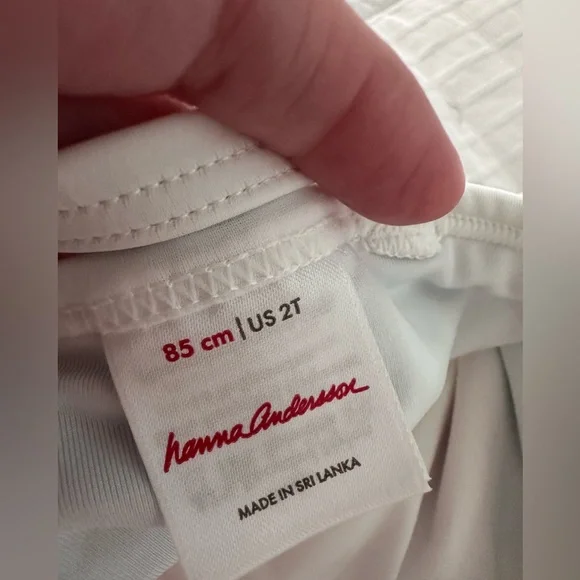 85 cm | US 2T
hanna Andersson
MADE IN SRI LANKA